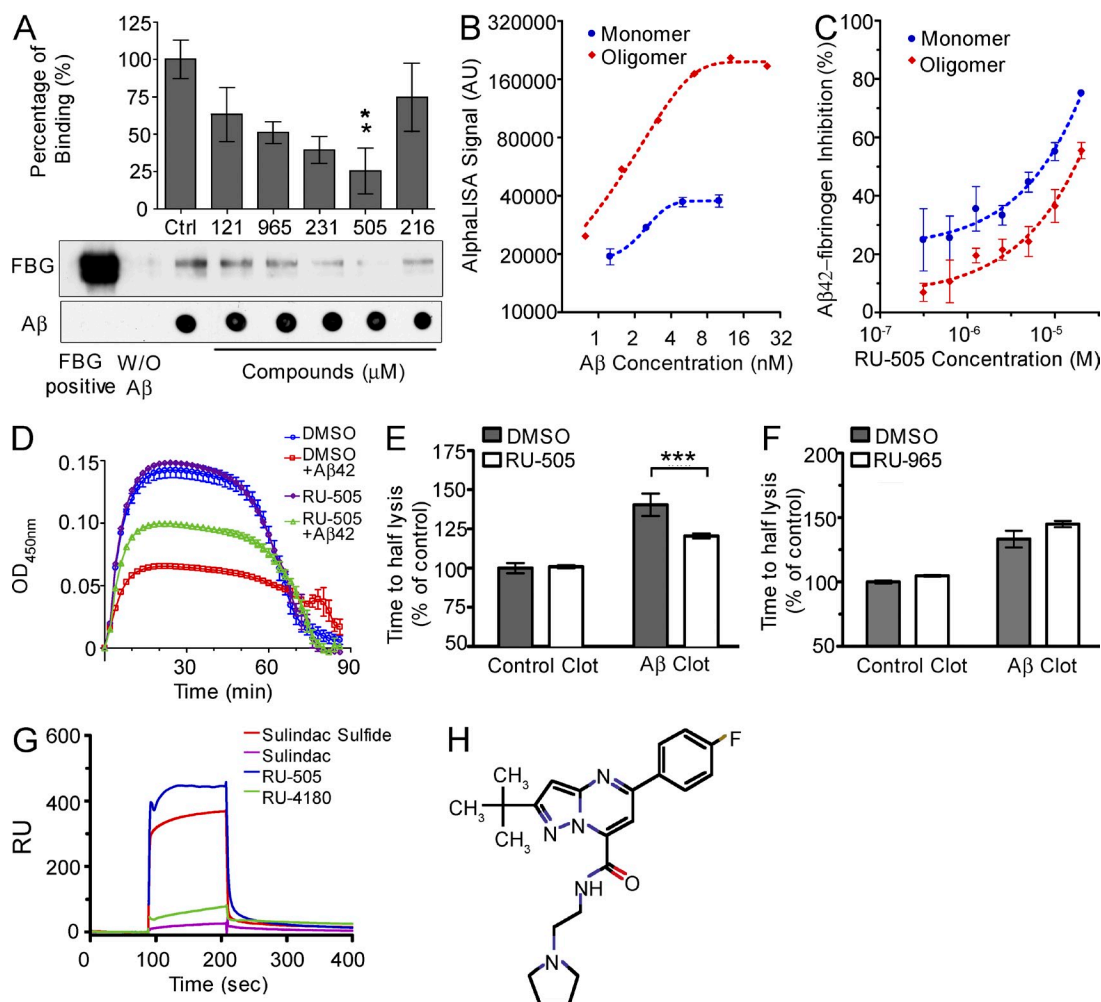 A
Percentage of
Binding (%)
125
100
75
50
25
0
**
Ctrl 121 965 231 505 216
FBG
Aβ
FBG positive
W/O Aβ
Compounds (μM)
B
AlphaLISA Signal (AU)
320000
160000
80000
40000
20000
10000
Monomer
Oligomer
1 2 4 8 16 32
Aβ Concentration (nM)
C
Aβ42–fibrinogen Inhibition (%)
100
80
60
40
20
0
Monomer
Oligomer
10-7 10-6 10-5
RU-505 Concentration (M)
D
OD450nm
0.15
0.10
0.05
0
DMSO
DMSO
+Aβ42
RU-505
RU-505
+Aβ42
30 60 90
Time (min)
E
Time to half lysis
(% of control)
175
150
125
100
75
50
DMSO
RU-505
***
Control Clot Aβ Clot
F
Time to half lysis
(% of control)
200
150
100
50
DMSO
RU-965
Control Clot Aβ Clot
G
RU
600
400
200
0
Sulindac Sulfide
Sulindac
RU-505
RU-4180
0 100 200 300 400
Time (sec)
H
F
CH3
CH3
CH3
N
N
N
NH
O
N